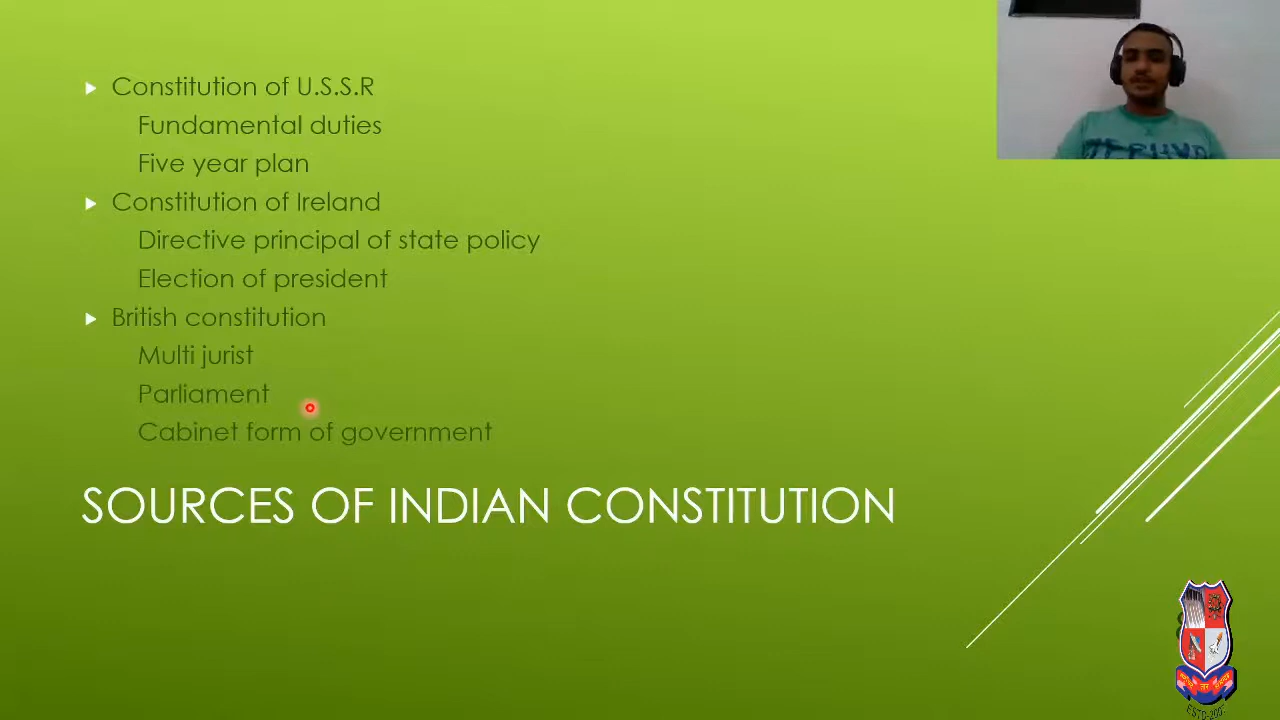 Constitution of U.S.S.R
Fundamental duties
Five year plan
Constitution of Ireland
Directive principal of state policy
Election of president
British constitution
Multi jurist
Parliament
Cabinet form of government
SOURCES OF INDIAN CONSTITUTION